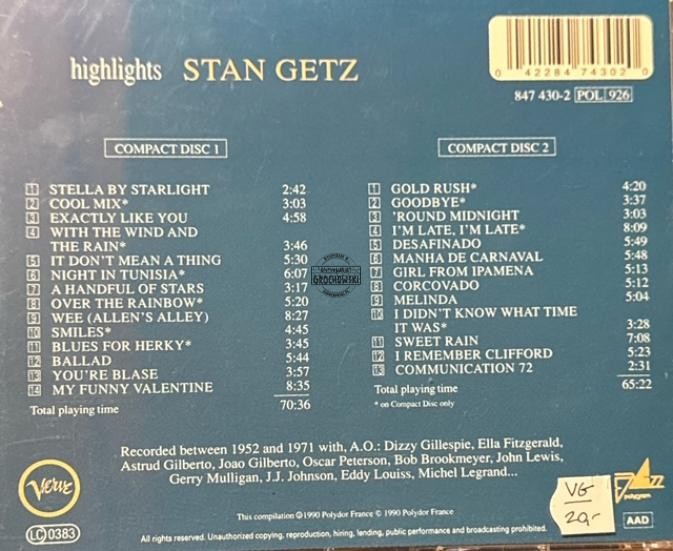 highlights STAN GETZ
0 42284 74302 0
847 430-2 POL 926
COMPACT DISC 1
1 STELLA BY STARLIGHT 2:42
2 COOL MIX* 3:03
3 EXACTLY LIKE YOU 4:58
4 WITH THE WIND AND
THE RAIN* 3:46
5 IT DON'T MEAN A THING 5:30
6 NIGHT IN TUNISIA* 6:07
7 A HANDFUL OF STARS 3:17
8 OVER THE RAINBOW* 5:20
9 WEE (ALLEN'S ALLEY) 8:27
10 SMILES* 4:45
11 BLUES FOR HERKY* 3:45
12 BALLAD 5:44
13 YOU'RE BLASE 3:57
14 MY FUNNY VALENTINE 8:35
Total playing time 70:36
COMPACT DISC 2
1 GOLD RUSH* 4:20
2 GOODBYE* 3:37
3 'ROUND MIDNIGHT 3:03
4 I'M LATE, I'M LATE* 8:09
5 DESAFINADO 5:49
6 MANHA DE CARNAVAL 5:48
7 GIRL FROM IPAMENA 5:13
8 CORCOVADO 5:12
9 MELINDA 5:04
10 I DIDN'T KNOW WHAT TIME
IT WAS* 3:28
11 SWEET RAIN 7:08
12 I REMEMBER CLIFFORD 5:23
13 COMMUNICATION 72 2:31
Total playing time 65:22
* on Compact Disc only
GROCHOWSKI
Recorded between 1952 and 1971 with, A.O.: Dizzy Gillespie, Ella Fitzgerald,
Astrud Gilberto, Joao Gilberto, Oscar Peterson, Bob Brookmeyer, John Lewis,
Gerry Mulligan, J.J. Johnson, Eddy Louiss, Michel Legrand...
Verve
LC 0383
This compilation ℗ 1990 Polydor France © 1990 Polydor France
All rights reserved. Unauthorized copying, reproduction, hiring, lending, public performance and broadcasting prohibited.
VG
20,-
polygram
AAD